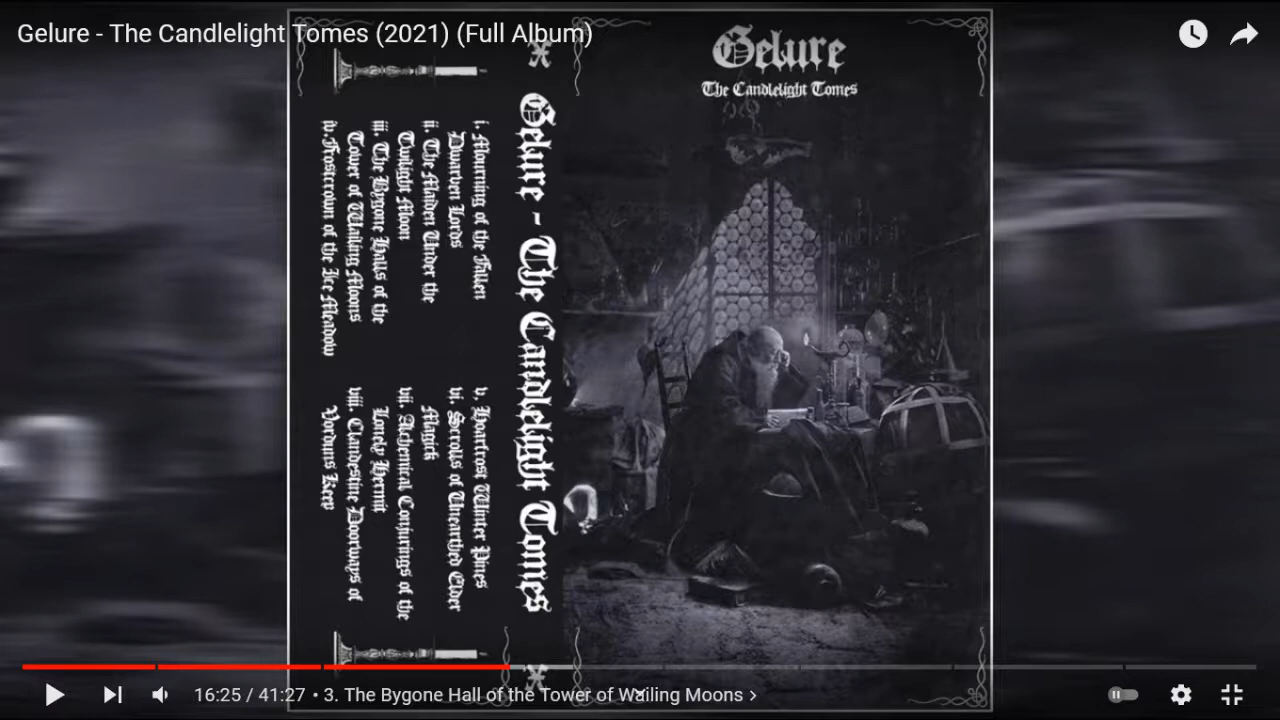 Gelure - The Candlelight Tomes (2021) (Full Album)
Gelure
The Candlelight Tomes
Gelure - The Candlelight Tomes
i. Mourning of the Fallen
Dwarven Lords
ii. The Maiden Under the
Twilight Moon
iii. The Bygone Halls of the
Tower of Wailing Moons
iv. Frostcrown of the Ice Meadow
v. Hoarfrost Winter Pines
vi. Scrolls of Unearthed Elder
Magick
vii. Alchemical Conjurings of the
Lonely Hermit
viii. Clandestine Doorways of
Vorduns Keep
16:25 / 41:27 • 3. The Bygone Hall of the Tower of Wailing Moons >